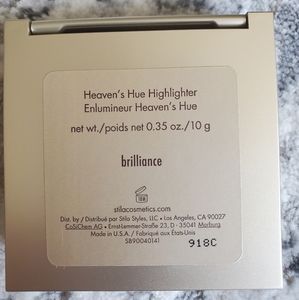 Heaven's Hue Highlighter
Enlumineur Heaven's Hue
net wt./poids net 0.35 oz./10 g
brilliance
stilacosmetics.com
Dist. by / Distribué par Stila Styles, LLC • Los Angeles, CA 90027
CoSiChem AG • Ernst-Lemmer-Straße 23, D - 35041 Marburg
Made in U.S.A. / Fabriqué aux États-Unis
SB90040141
918C